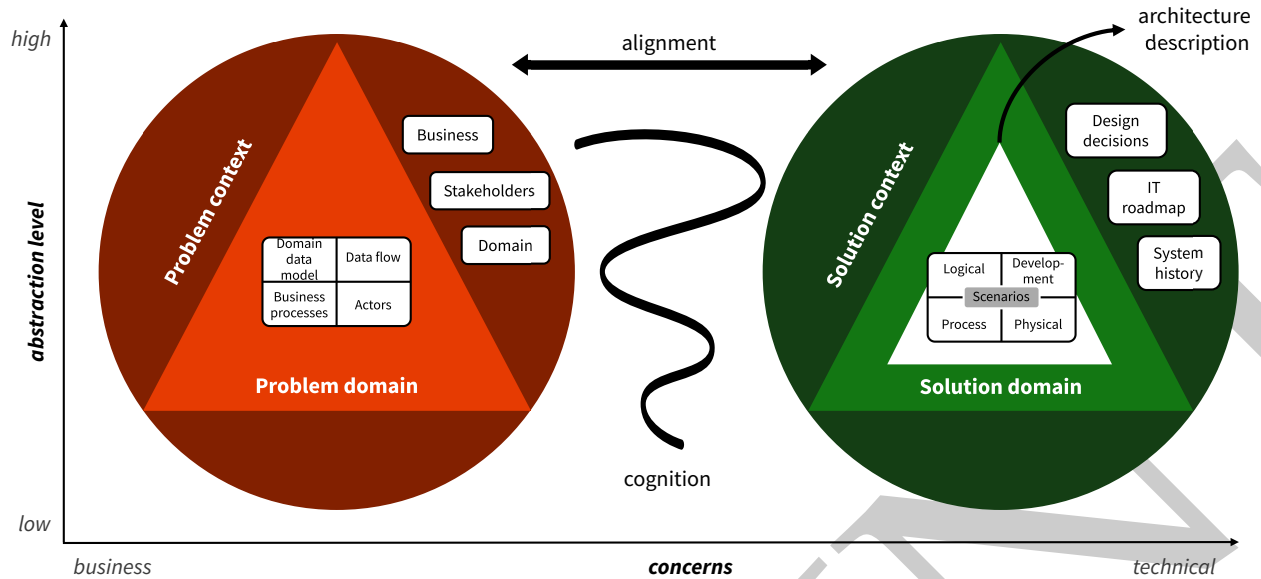 high
abstraction level
low
business
concerns
technical
alignment
cognition
architecture
description
Problem context
Business
Stakeholders
Domain
Domain
data
model
Data flow
Business
processes
Actors
Problem domain
Solution context
Design
decisions
IT
roadmap
System
history
Logical
Develop-
ment
Scenarios
Process
Physical
Solution domain